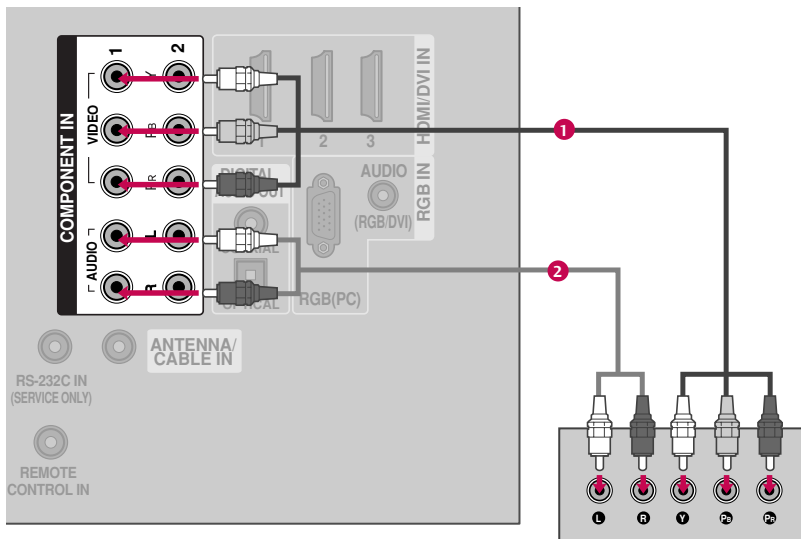 COMPONENT IN
VIDEO
AUDIO
1
2
Y
PB
PR
L
R
1
2
3
HDMI/DVI IN
DIGITAL
OUT
OPTICAL
RGB IN
AUDIO
(RGB/DVI)
RGB(PC)
1
2
ANTENNA/
CABLE IN
RS-232C IN
(SERVICE ONLY)
REMOTE
CONTROL IN
L
R
Y
PB
PR